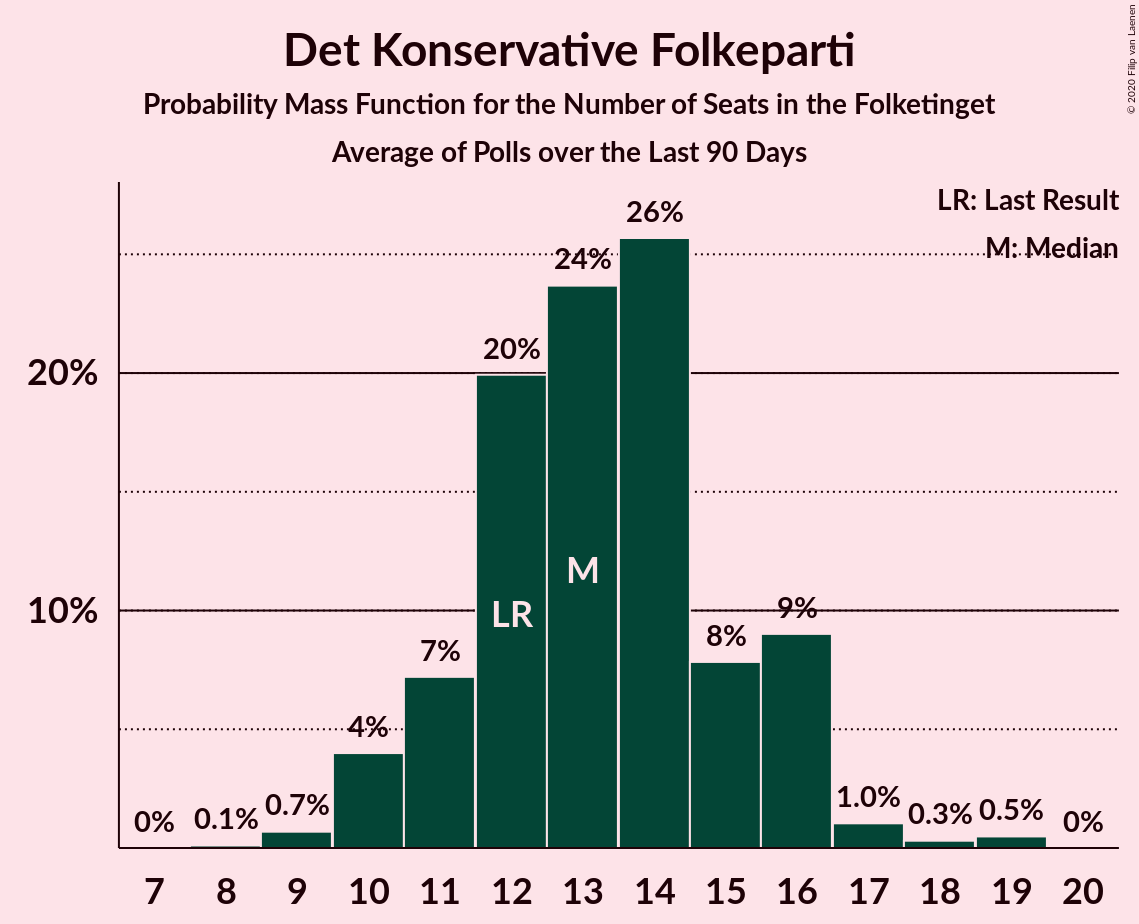 Det Konservative Folkeparti
Probability Mass Function for the Number of Seats in the Folketinget
Average of Polls over the Last 90 Days
© 2020 Filip van Laenen
LR: Last Result
M: Median
20%
10%
0%
0.1%
0.7%
4%
7%
20%
24%
26%
8%
9%
1.0%
0.3%
0.5%
0%
LR
M
7 8 9 10 11 12 13 14 15 16 17 18 19 20